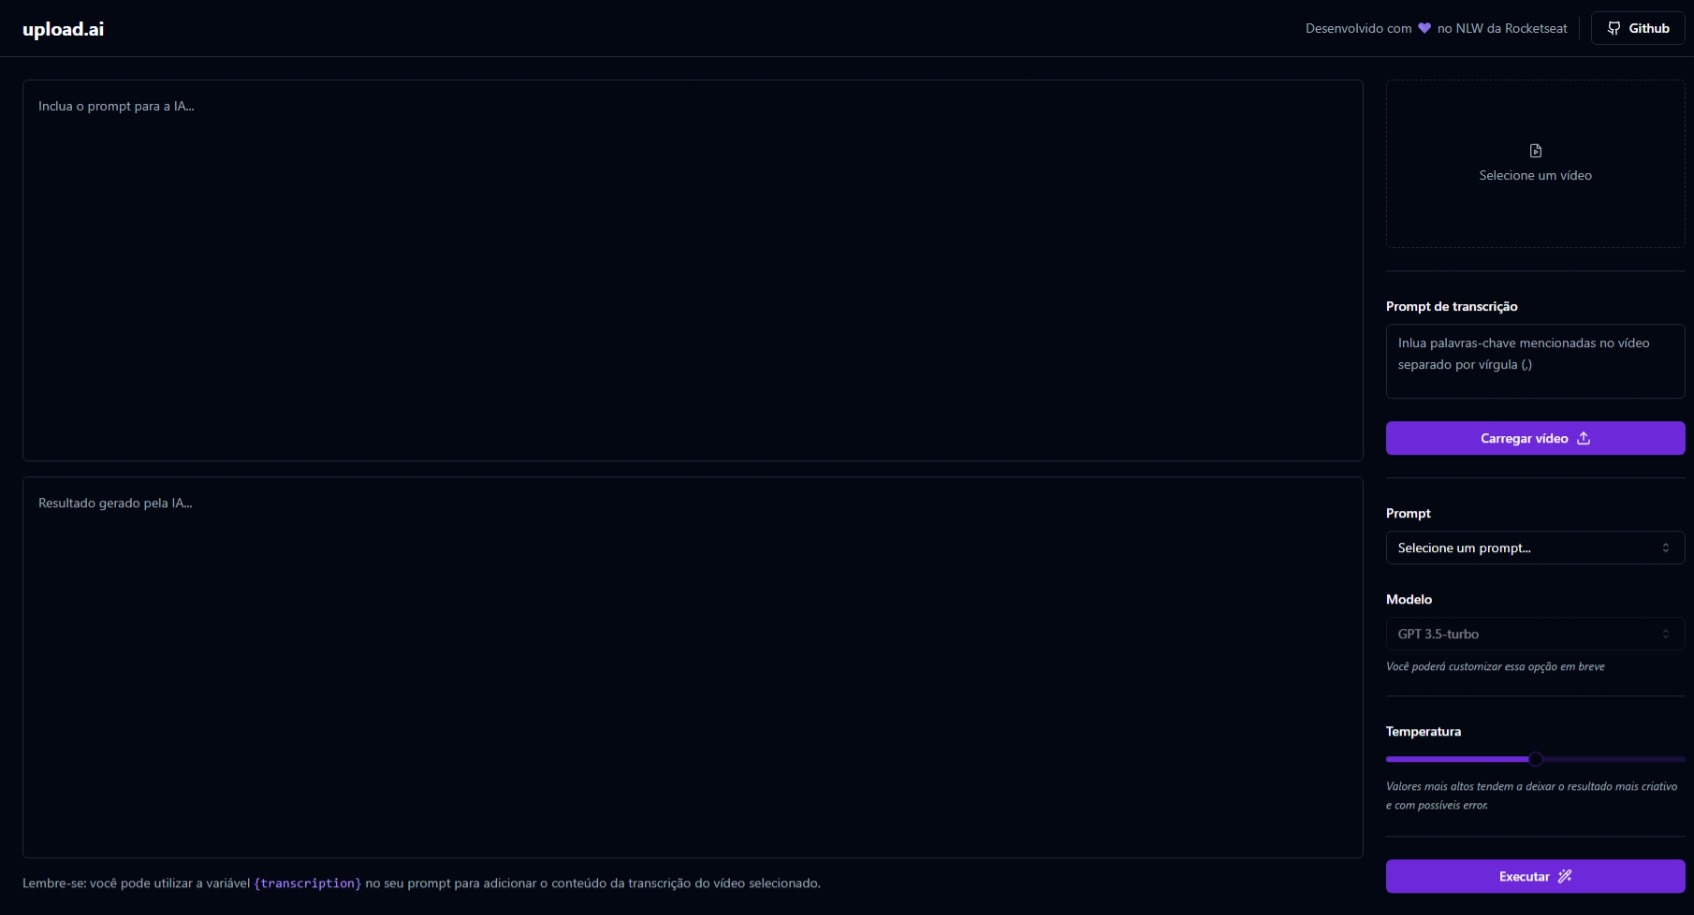 upload.ai
Desenvolvido com 💜 no NLW da Rocketseat
Github
Inclua o prompt para a IA...
Selecione um vídeo
Prompt de transcrição
Inlua palavras-chave mencionadas no vídeo
separado por vírgula (,)
Carregar vídeo
Resultado gerado pela IA...
Prompt
Selecione um prompt...
Modelo
GPT 3.5-turbo
Você poderá customizar essa opção em breve
Temperatura
Valores mais altos tendem a deixar o resultado mais criativo
e com possíveis error.
Lembre-se: você pode utilizar a variável {transcription} no seu prompt para adicionar o conteúdo da transcrição do vídeo selecionado.
Executar